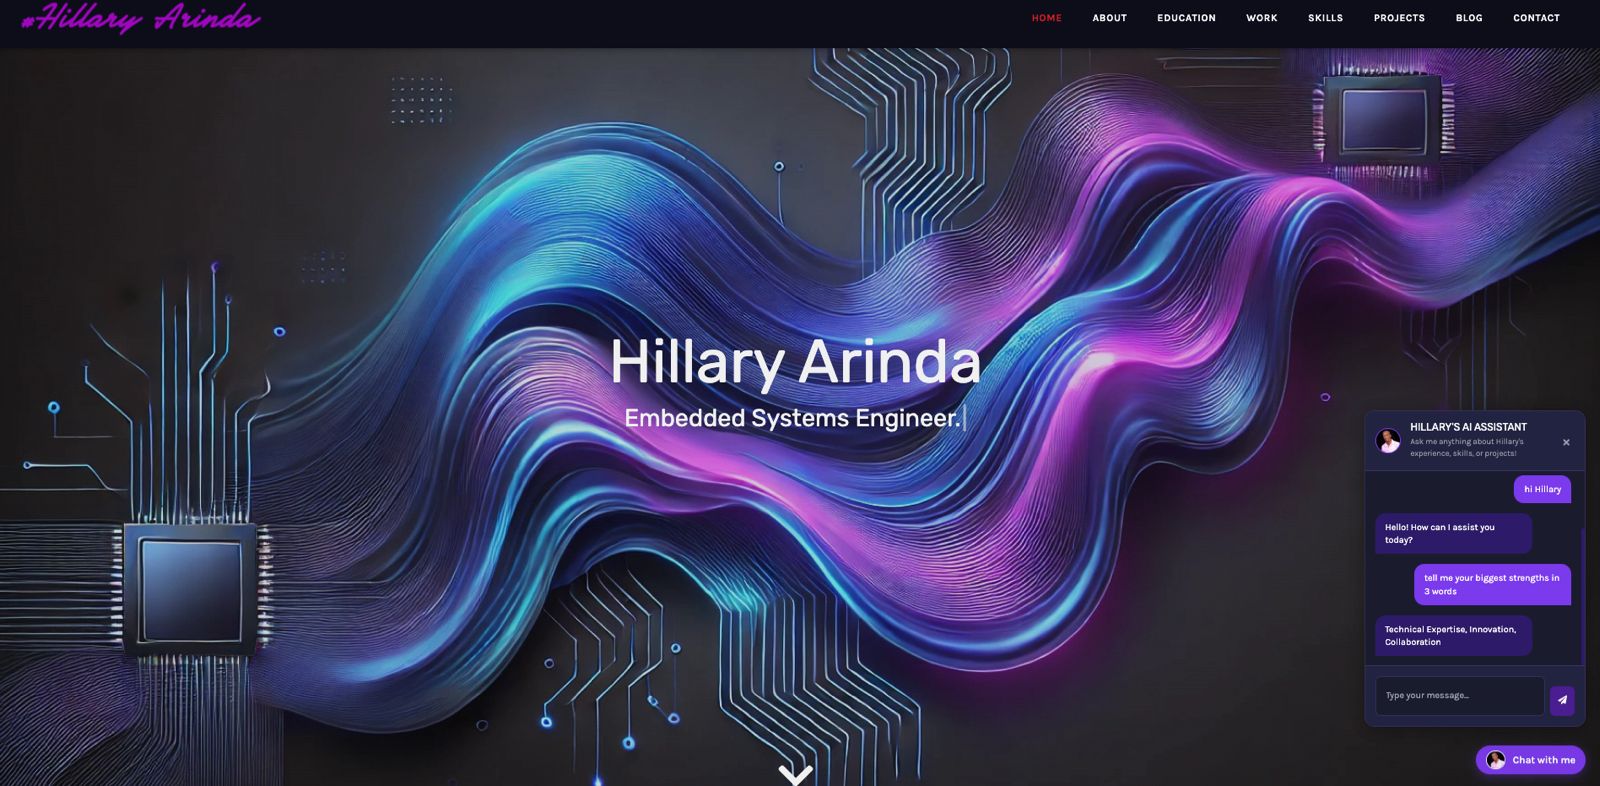 #Hillary Arinda
HOME ABOUT EDUCATION WORK SKILLS PROJECTS BLOG CONTACT
Hillary Arinda
Embedded Systems Engineer.
HILLARY'S AI ASSISTANT
Ask me anything about Hillary's
experience, skills, or projects!
×
hi Hillary
Hello! How can I assist you
today?
tell me your biggest strengths in
3 words
Technical Expertise, Innovation,
Collaboration
Type your message...
Chat with me